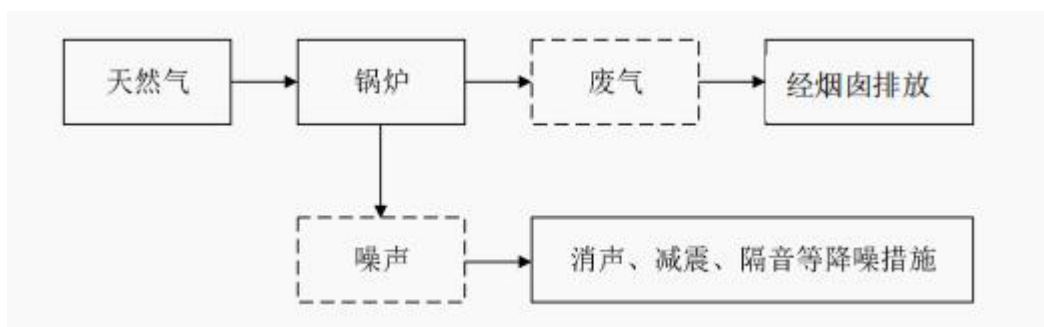 天然气
锅炉
废气
经烟囱排放
噪声
消声、减震、隔音等降噪措施